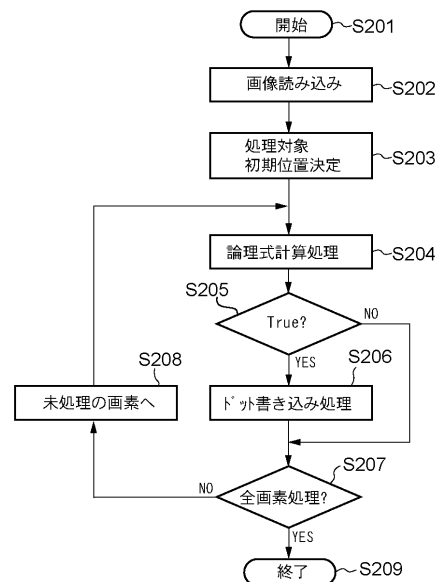 開始
S201
画像読み込み
S202
処理対象
初期位置決定
S203
論理式計算処理
S204
S205
True?
NO
YES
S206
ﾄﾞｯﾄ書き込み処理
S208
未処理の画素へ
S207
全画素処理?
NO
YES
終了
S209